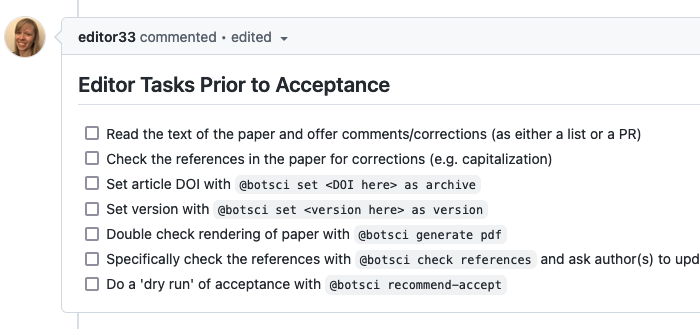 editor33 commented • edited
Editor Tasks Prior to Acceptance
Read the text of the paper and offer comments/corrections (as either a list or a PR)
Check the references in the paper for corrections (e.g. capitalization)
Set article DOI with @botsci set <DOI here> as archive
Set version with @botsci set <version here> as version
Double check rendering of paper with @botsci generate pdf
Specifically check the references with @botsci check references and ask author(s) to upd
Do a 'dry run' of acceptance with @botsci recommend-accept